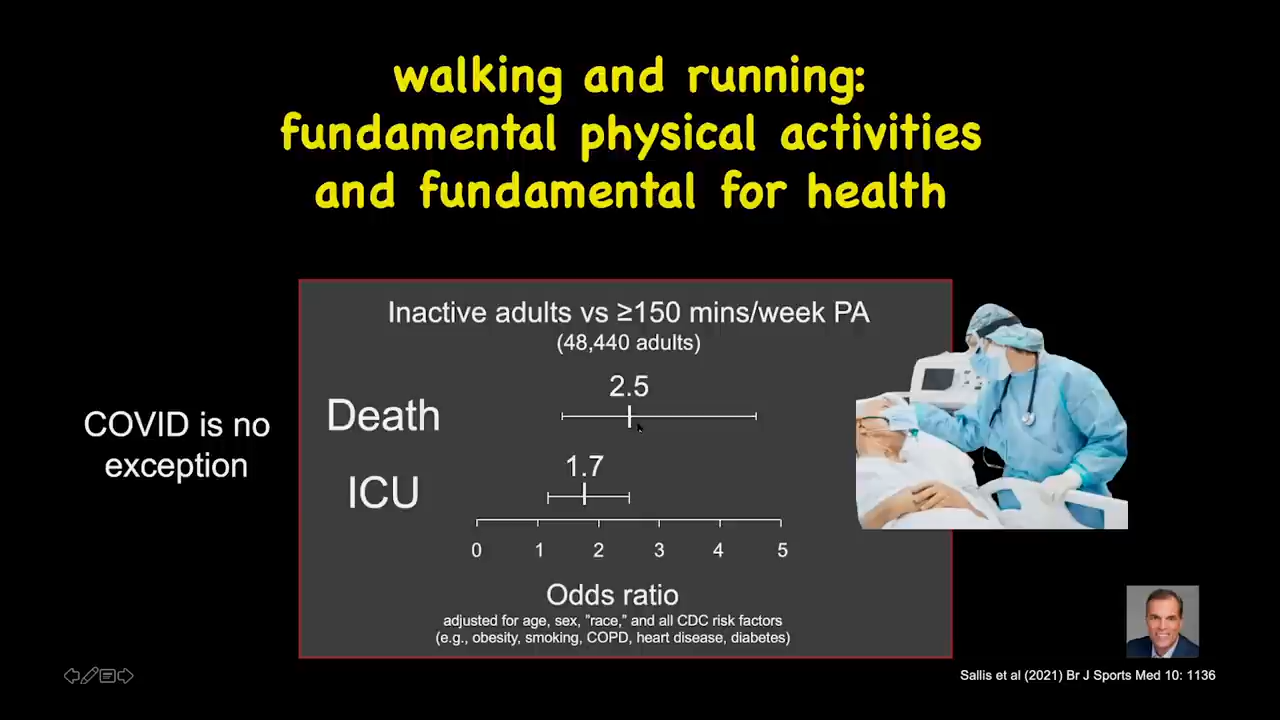 walking and running:
fundamental physical activities
and fundamental for health
Inactive adults vs ≥150 mins/week PA
(48,440 adults)
2.5
Death
COVID is no
exception
1.7
ICU
0 1 2 3 4 5
Odds ratio
adjusted for age, sex, "race," and all CDC risk factors
(e.g., obesity, smoking, COPD, heart disease, diabetes)
Sallis et al (2021) Br J Sports Med 10: 1136